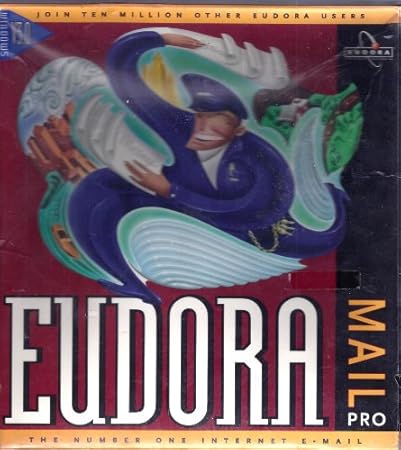 JOIN TEN MILLION OTHER EUDORA USERS
EUDORA
EUDORA
MAIL
PRO
THE NUMBER ONE INTERNET E-MAIL